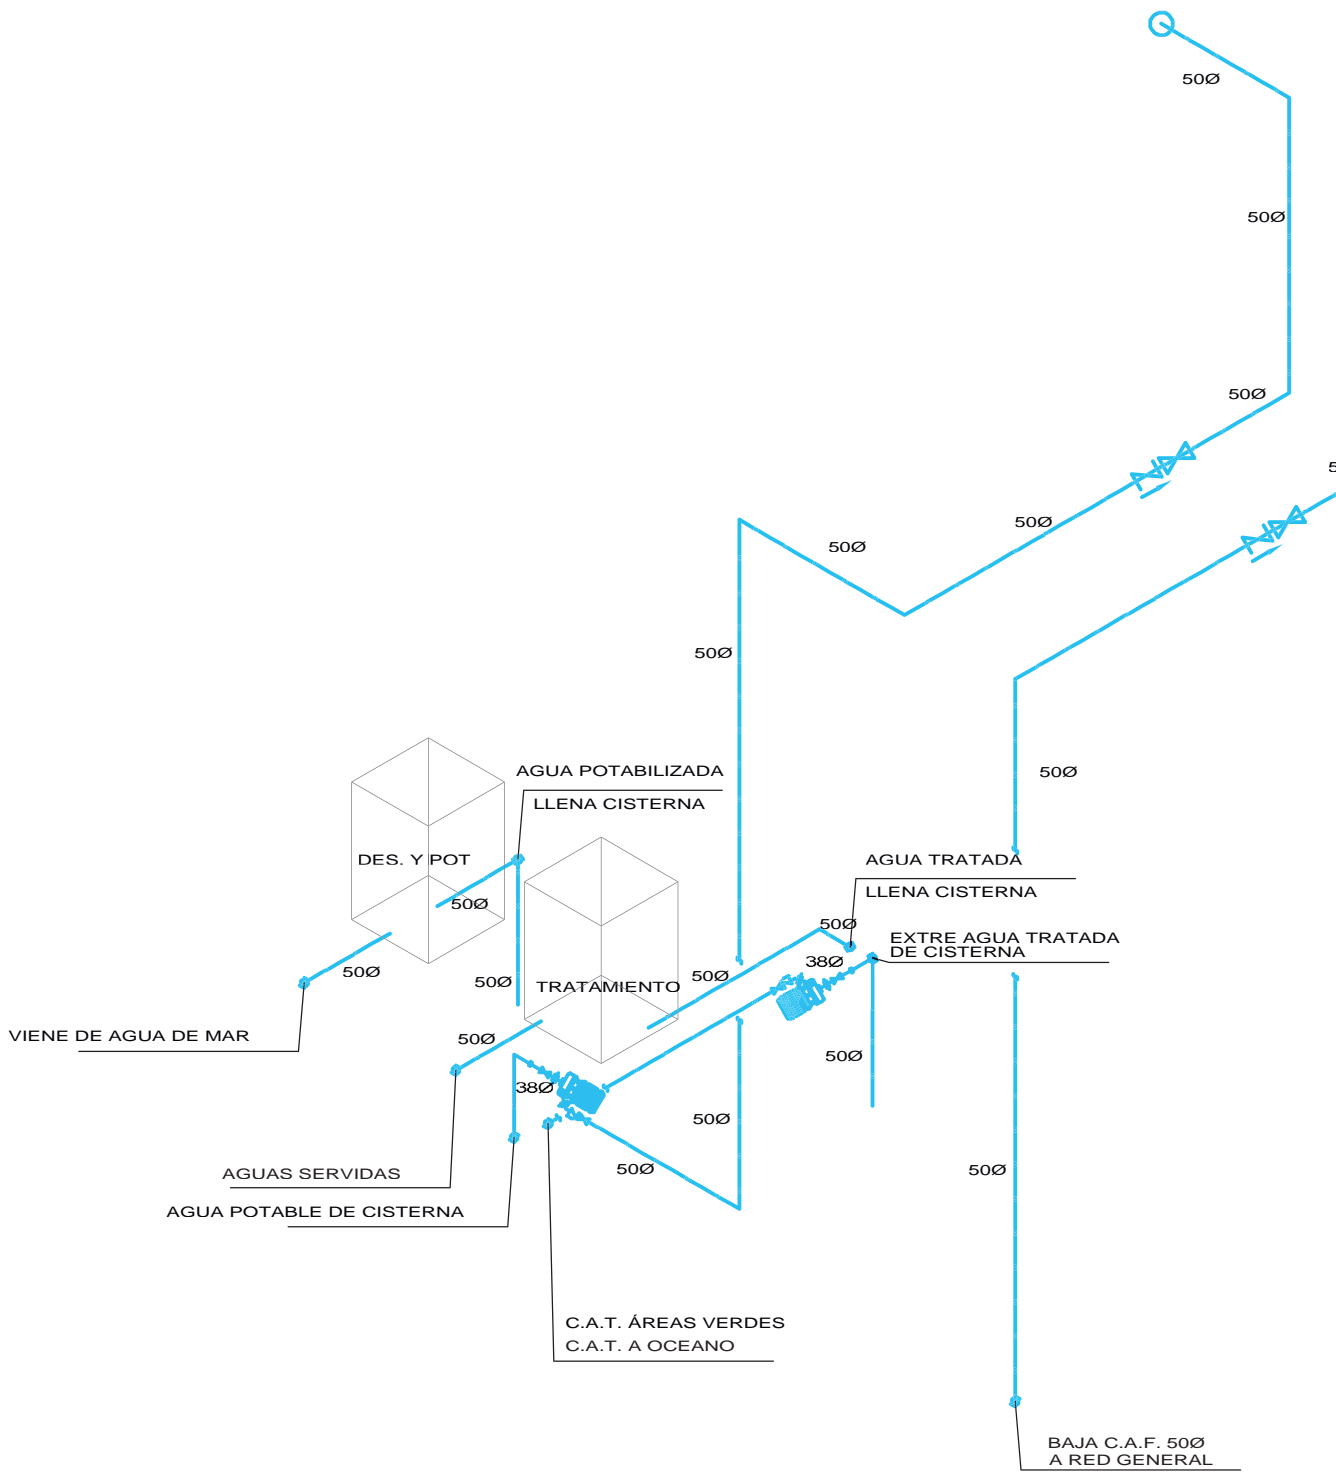 50Ø
50Ø
50Ø
50Ø
50Ø
50Ø
50Ø
AGUA POTABILIZADA
LLENA CISTERNA
DES. Y POT
50Ø
AGUA TRATADA
LLENA CISTERNA
50Ø
EXTRE AGUA TRATADA
DE CISTERNA
38Ø
50Ø
50Ø
50Ø
TRATAMIENTO
VIENE DE AGUA DE MAR
50Ø
50Ø
38Ø
50Ø
50Ø
50Ø
AGUAS SERVIDAS
AGUA POTABLE DE CISTERNA
C.A.T. ÁREAS VERDES
C.A.T. A OCEANO
BAJA C.A.F. 50Ø
A RED GENERAL